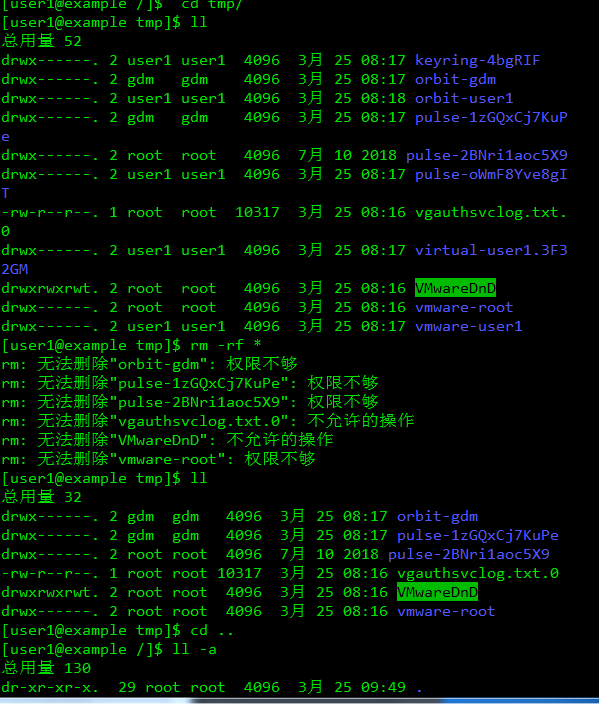 [user1@example /]$  cd tmp/
[user1@example tmp]$ ll
总用量 52
drwx------. 2 user1 user1  4096  3月 25 08:17 keyring-4bgRIF
drwx------. 2 gdm   gdm    4096  3月 25 08:17 orbit-gdm
drwx------. 2 user1 user1  4096  3月 25 08:18 orbit-user1
drwx------. 2 gdm   gdm    4096  3月 25 08:17 pulse-1zGQxCj7KuP
e
drwx------. 2 root  root   4096  7月 10 2018 pulse-2BNri1aoc5X9
drwx------. 2 user1 user1  4096  3月 25 08:17 pulse-oWmF8Yve8gI
T
-rw-r--r--. 1 root  root  10317  3月 25 08:16 vgauthsvclog.txt.
0
drwx------. 2 user1 user1  4096  3月 25 08:17 virtual-user1.3F3
2GM
drwxrwxrwt. 2 root  root   4096  3月 25 08:16 VMwareDnD
drwx------. 2 root  root   4096  3月 25 08:16 vmware-root
drwx------. 2 user1 user1  4096  3月 25 08:17 vmware-user1
[user1@example tmp]$ rm -rf *
rm: 无法删除"orbit-gdm": 权限不够
rm: 无法删除"pulse-1zGQxCj7KuPe": 权限不够
rm: 无法删除"pulse-2BNri1aoc5X9": 权限不够
rm: 无法删除"vgauthsvclog.txt.0": 不允许的操作
rm: 无法删除"VMwareDnD": 不允许的操作
rm: 无法删除"vmware-root": 权限不够
[user1@example tmp]$ ll
总用量 32
drwx------. 2 gdm  gdm   4096  3月 25 08:17 orbit-gdm
drwx------. 2 gdm  gdm   4096  3月 25 08:17 pulse-1zGQxCj7KuPe
drwx------. 2 root root  4096  7月 10 2018 pulse-2BNri1aoc5X9
-rw-r--r--. 1 root root 10317  3月 25 08:16 vgauthsvclog.txt.0
drwxrwxrwt. 2 root root  4096  3月 25 08:16 VMwareDnD
drwx------. 2 root root  4096  3月 25 08:16 vmware-root
[user1@example tmp]$ cd ..
[user1@example /]$ ll -a
总用量 130
dr-xr-xr-x.  29 root root  4096  3月 25 09:49 .